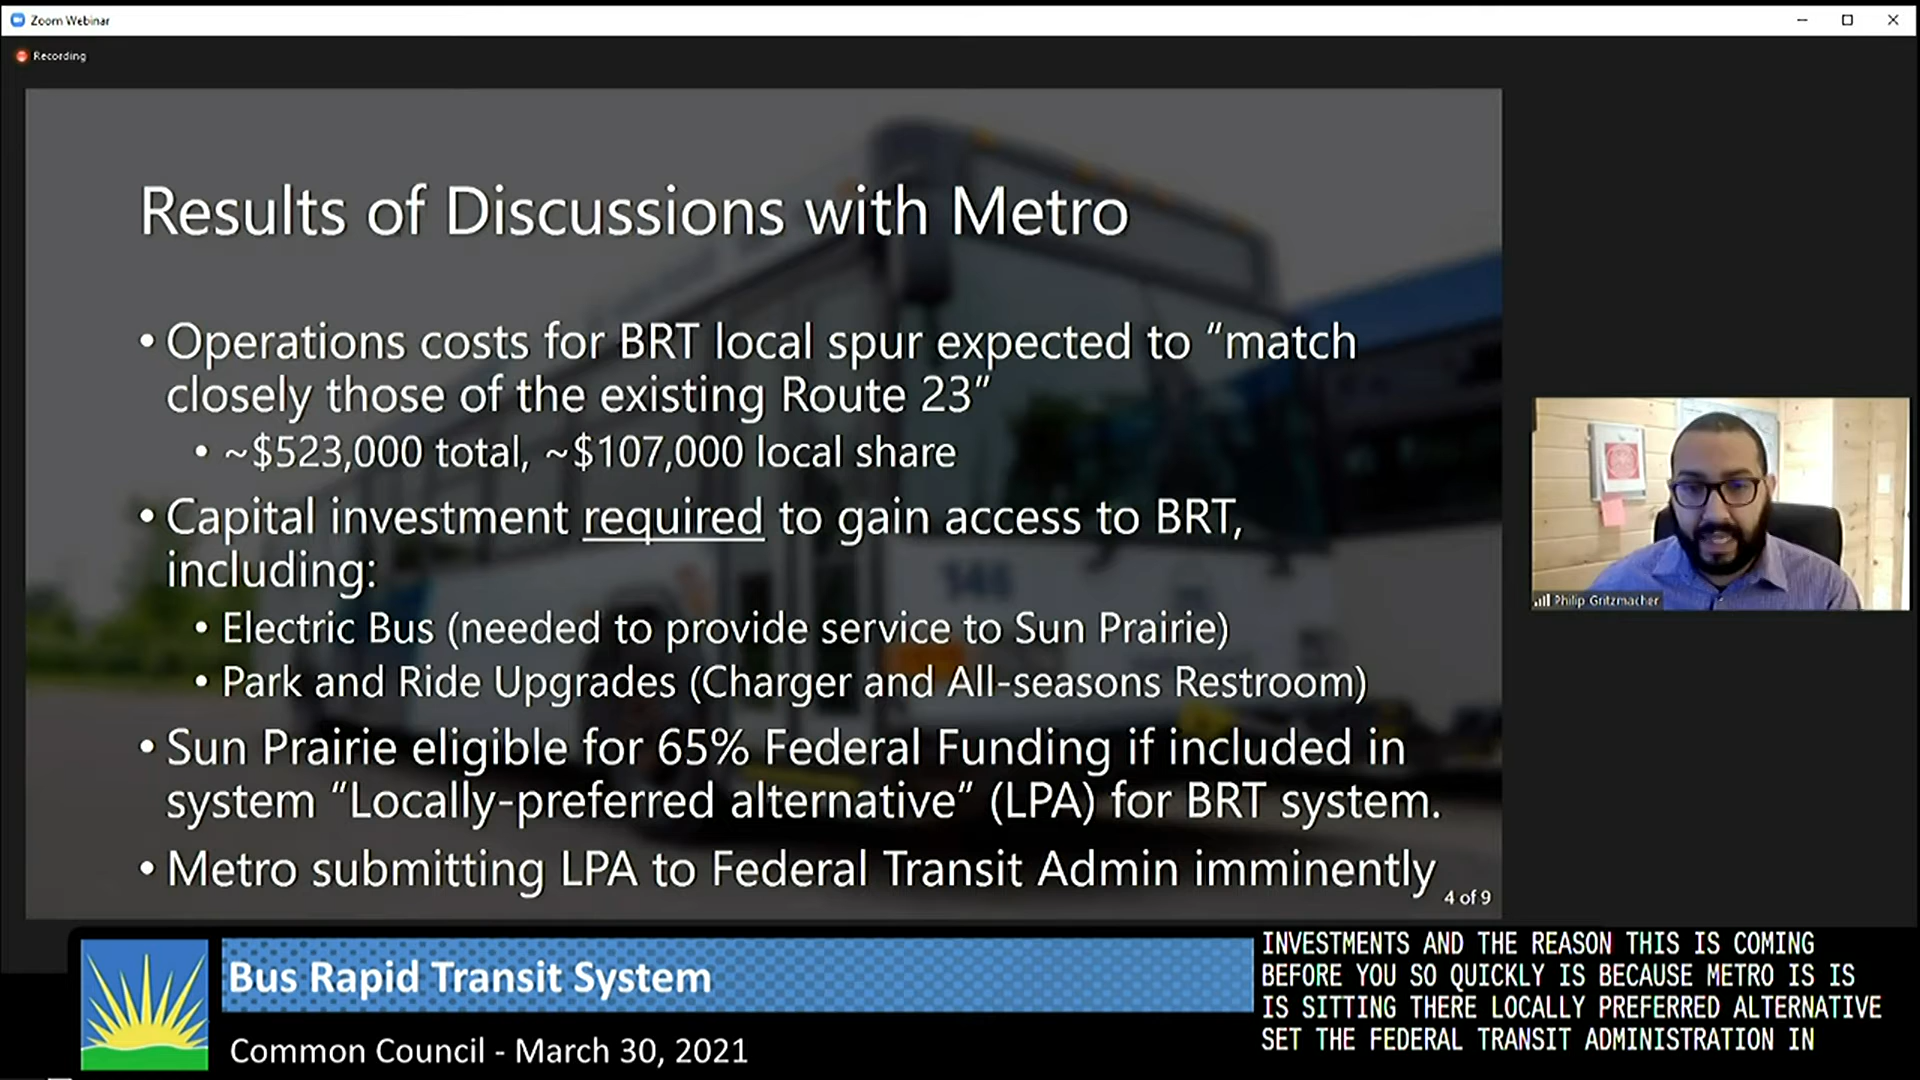 Zoom Webinar
Recording
Results of Discussions with Metro
• Operations costs for BRT local spur expected to “match
closely those of the existing Route 23”
• ~$523,000 total, ~$107,000 local share
• Capital investment required to gain access to BRT,
including:
• Electric Bus (needed to provide service to Sun Prairie)
• Park and Ride Upgrades (Charger and All-seasons Restroom)
• Sun Prairie eligible for 65% Federal Funding if included in
system “Locally-preferred alternative” (LPA) for BRT system.
• Metro submitting LPA to Federal Transit Admin imminently
4 of 9
146
Philip Gritzmacher
Bus Rapid Transit System
Common Council - March 30, 2021
INVESTMENTS AND THE REASON THIS IS COMING
BEFORE YOU SO QUICKLY IS BECAUSE METRO IS IS
IS SITTING THERE LOCALLY PREFERRED ALTERNATIVE
SET THE FEDERAL TRANSIT ADMINISTRATION IN